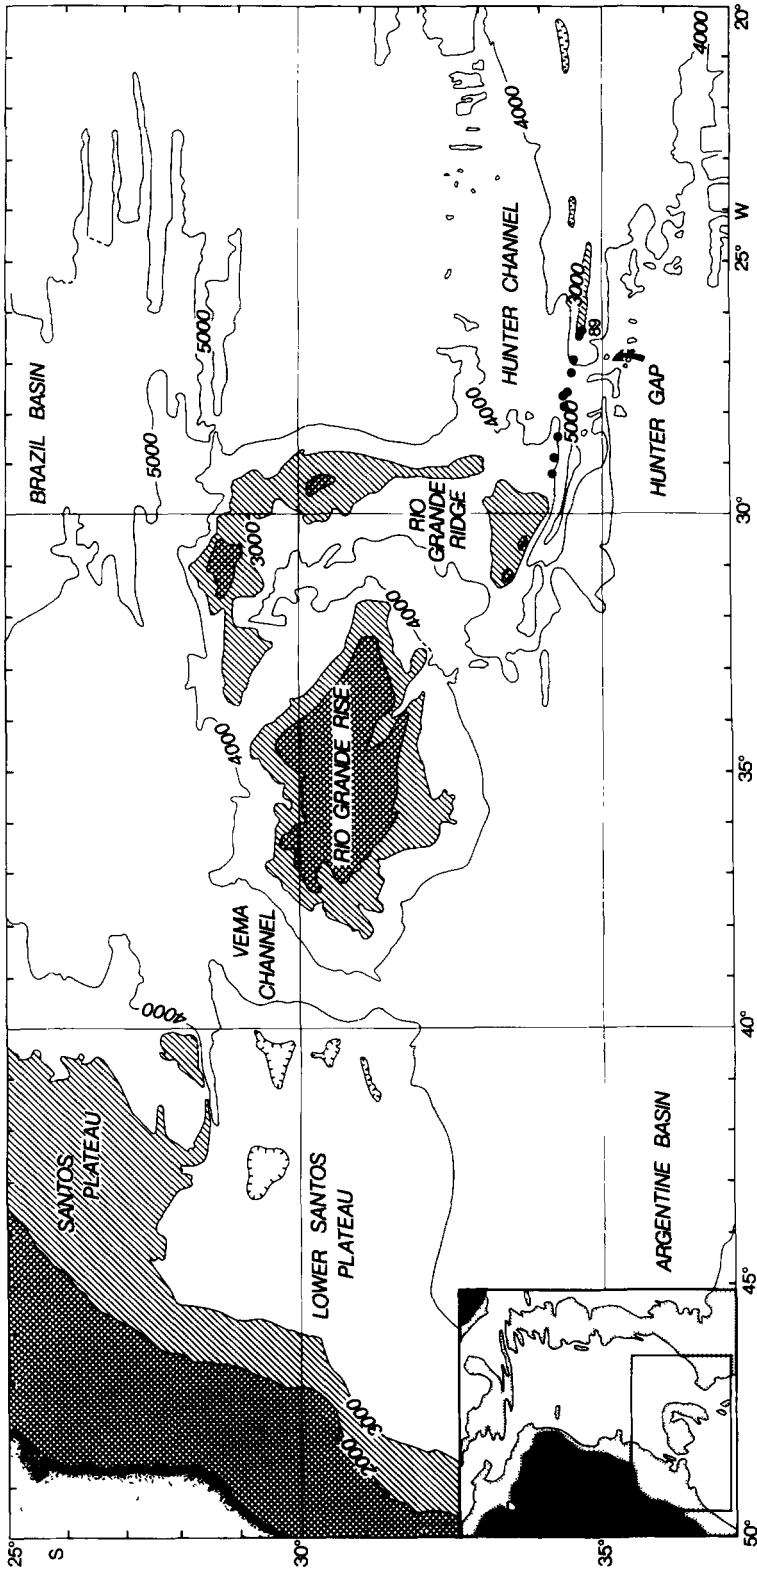 25°
S
30°
35°
50°
45°
40°
35°
30°
25°
W
20°
BRAZIL BASIN
5000
5000
4000
4000
3000
SANTOS
PLATEAU
VEMA
CHANNEL
RIO GRANDE RISE
4000
RIO
GRANDE
RIDGE
4000
HUNTER CHANNEL
4000
LOWER SANTOS
PLATEAU
3000
2000
3000
89
5000
HUNTER GAP
4000
ARGENTINE BASIN